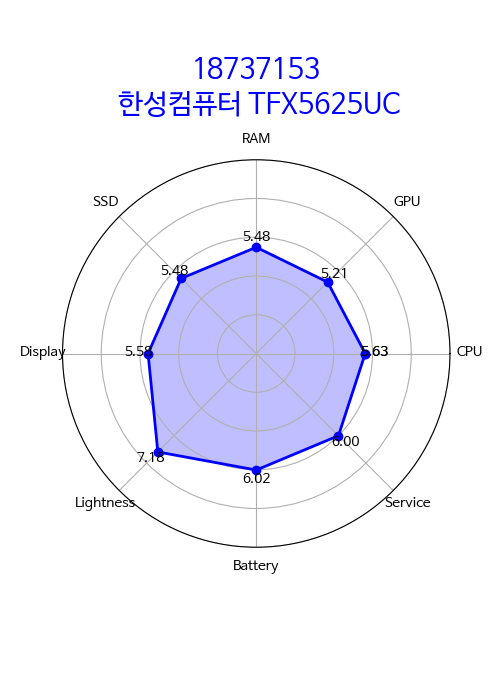 18737153
한성컴퓨터 TFX5625UC
RAM
SSD
GPU
5.48
5.48
5.21
Display
5.58
5.63
CPU
7.18
6.00
6.02
Lightness
Service
Battery